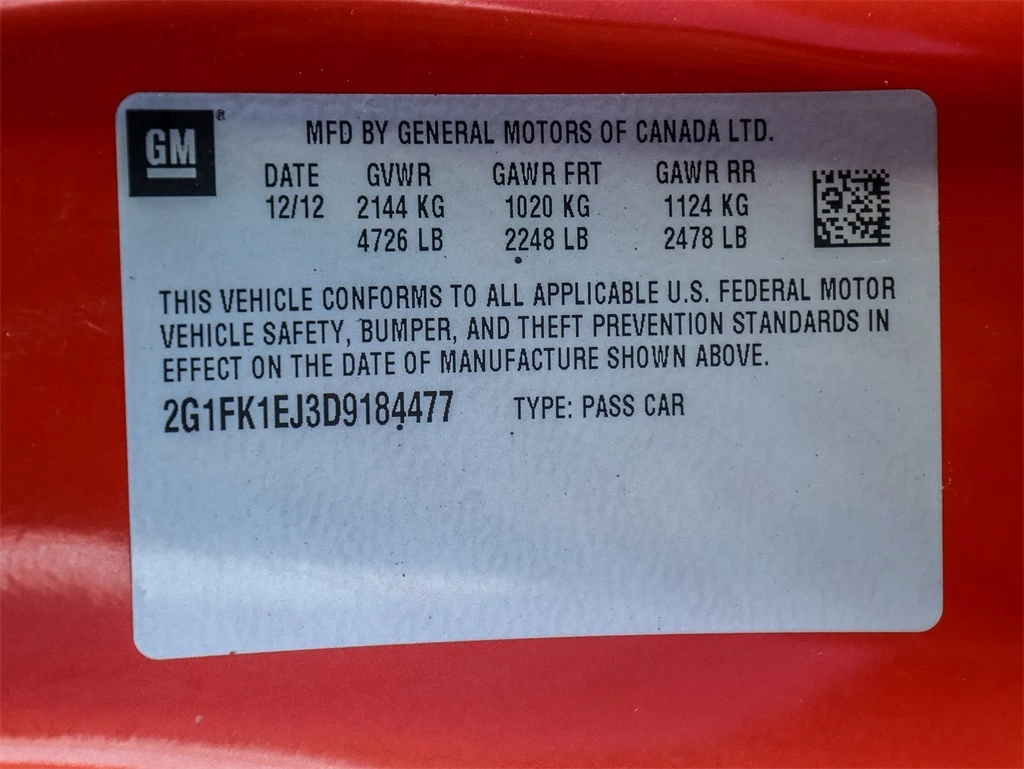 GM ®
MFD BY GENERAL MOTORS OF CANADA LTD.
DATE GVWR GAWR FRT GAWR RR
12/12 2144 KG 1020 KG 1124 KG
4726 LB 2248 LB 2478 LB
THIS VEHICLE CONFORMS TO ALL APPLICABLE U.S. FEDERAL MOTOR
VEHICLE SAFETY, BUMPER, AND THEFT PREVENTION STANDARDS IN
EFFECT ON THE DATE OF MANUFACTURE SHOWN ABOVE.
2G1FK1EJ3D9184477 TYPE: PASS CAR